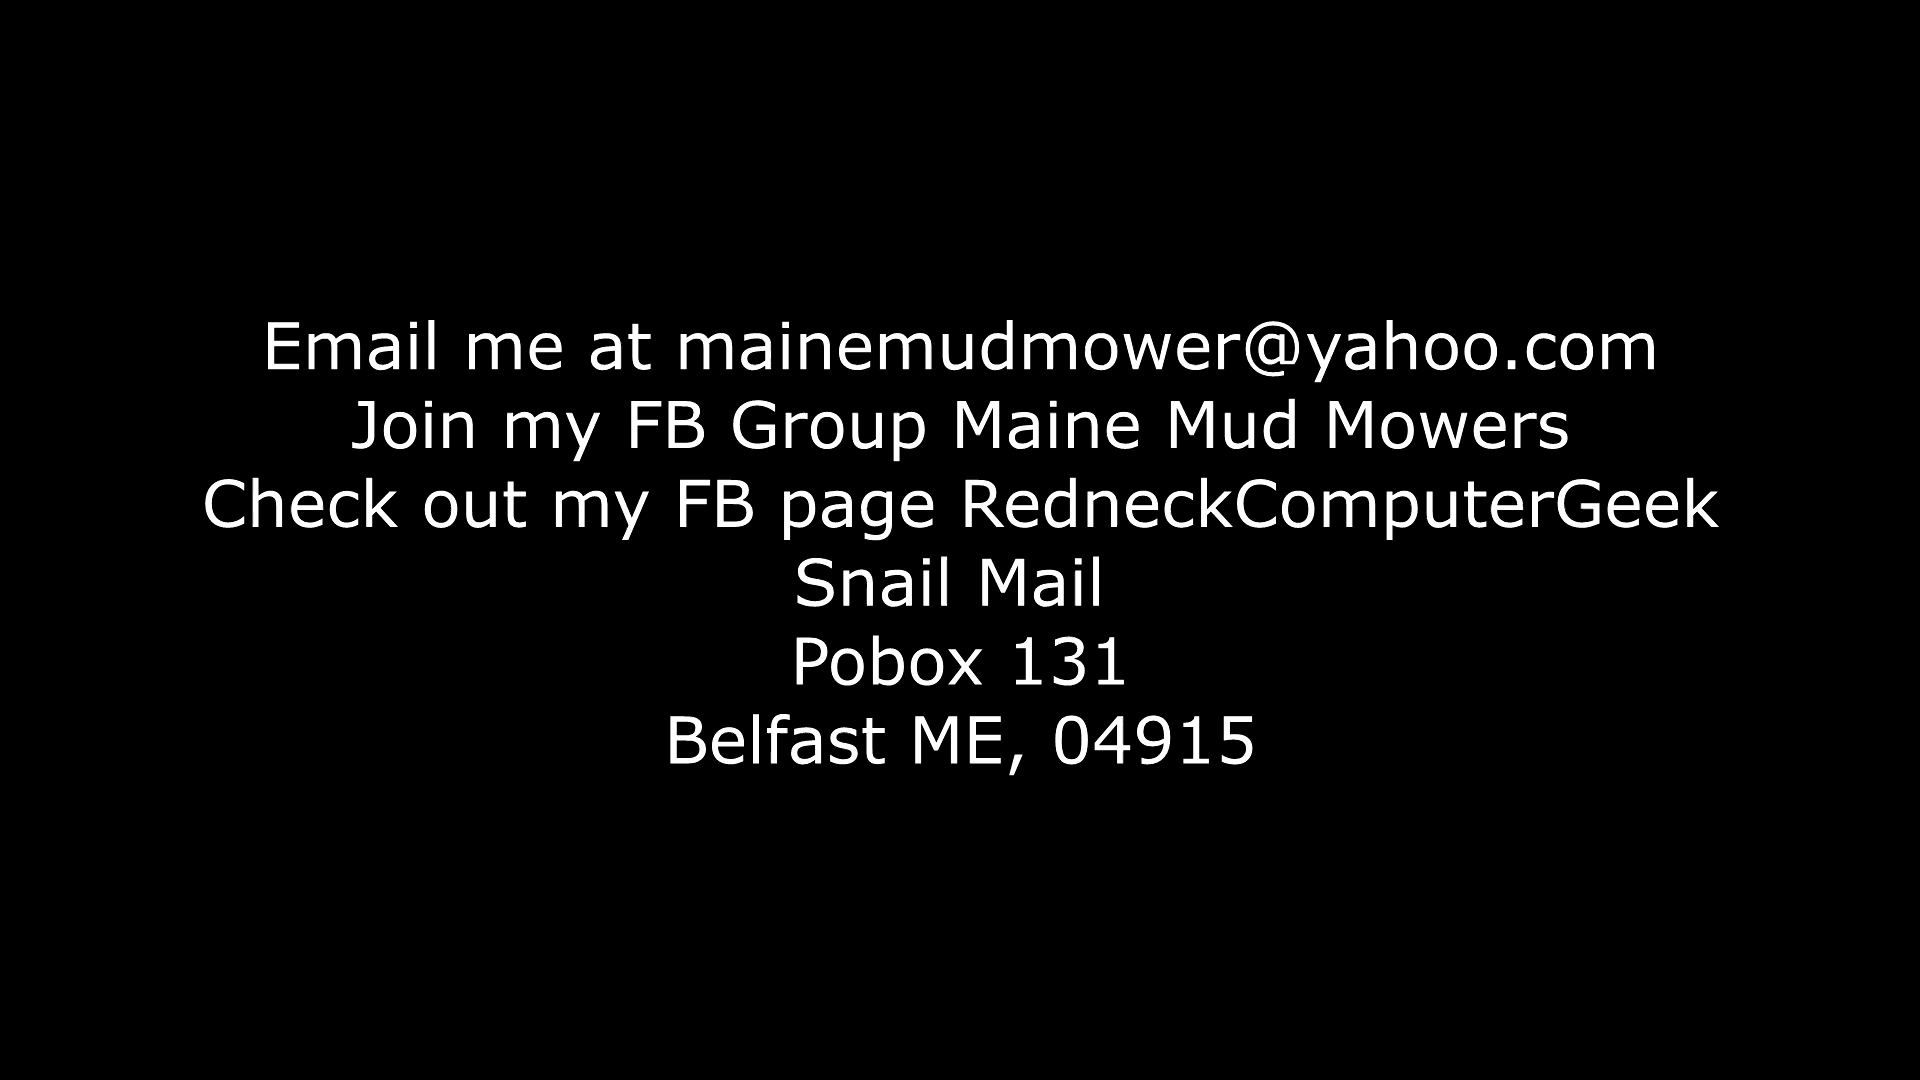 Email me at mainemudmower@yahoo.com
Join my FB Group Maine Mud Mowers
Check out my FB page RedneckComputerGeek
Snail Mail
Pobox 131
Belfast ME, 04915